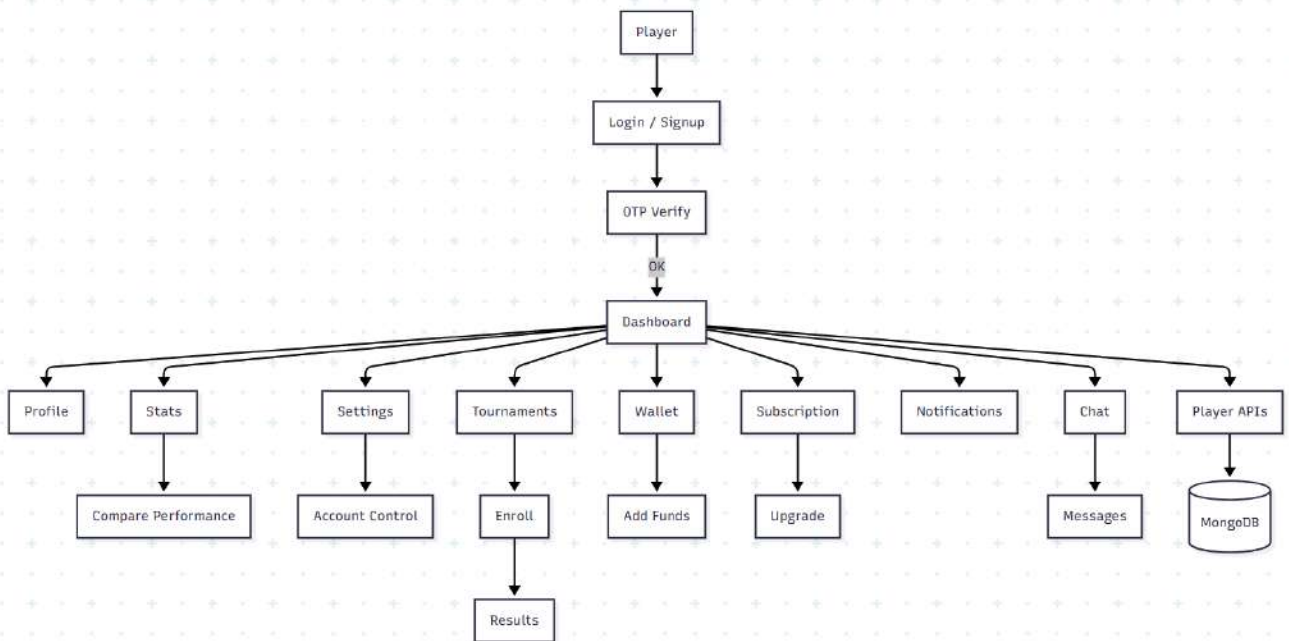 Player
Login / Signup
OTP Verify
OK
Dashboard
Profile
Stats
Settings
Tournaments
Wallet
Subscription
Notifications
Chat
Player APIs
Compare Performance
Account Control
Enroll
Add Funds
Upgrade
Messages
MongoDB
Results